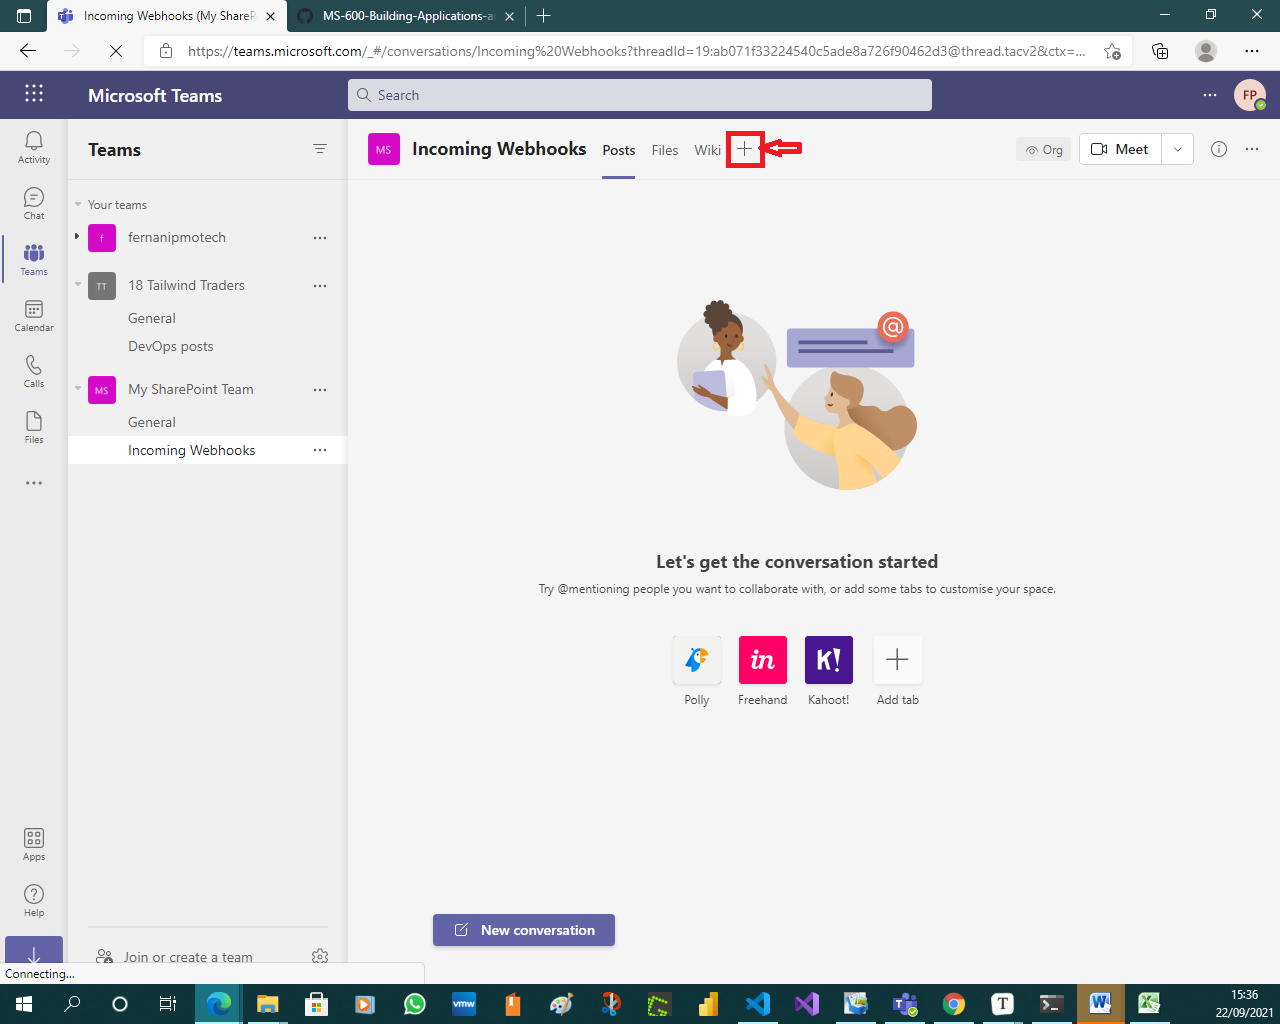 Incoming Webhooks (My ShareP
MS-600-Building-Applications-a
https://teams.microsoft.com/_#/conversations/Incoming%20Webhooks?threadId=19:ab071f33224540c5ade8a726f90462d3@thread.tacv2&ctx=...
Microsoft Teams
Search
FP
Activity
Chat
Teams
Calendar
Calls
Files
Apps
Help
Teams
Your teams
f
fernanipmotech
TT
18 Tailwind Traders
General
DevOps posts
MS
My SharePoint Team
General
Incoming Webhooks
Join or create a team
MS
Incoming Webhooks
Posts
Files
Wiki
Org
Meet
@
Let's get the conversation started
Try @mentioning people you want to collaborate with, or add some tabs to customise your space.
in
K!
Polly
Freehand
Kahoot!
Add tab
New conversation
Connecting...
vmw
T
15:36
22/09/2021